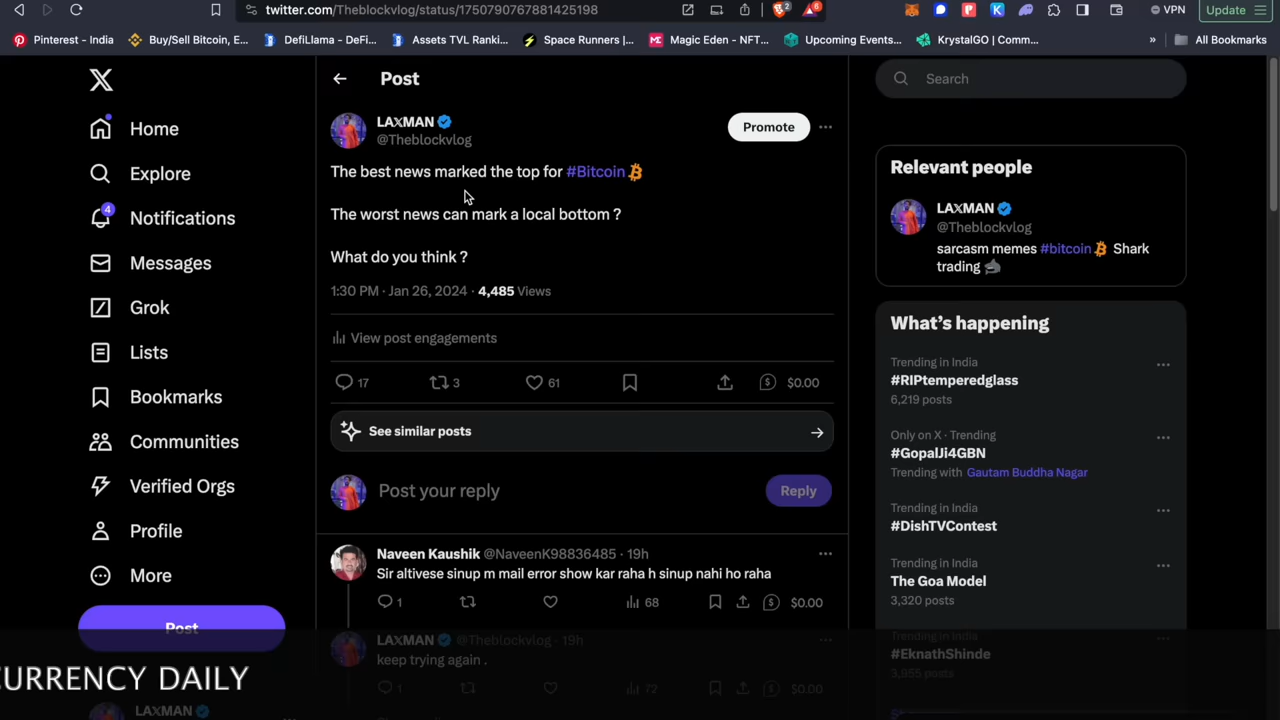 twitter.com/Theblockvlog/status/1750790767881425198
2
6
VPN
Update
Pinterest - India
Buy/Sell Bitcoin, E...
DefiLlama - DeFi...
Assets TVL Ranki...
Space Runners |...
Magic Eden - NFT...
Upcoming Events...
KrystalGO | Comm...
»
All Bookmarks
Home
Explore
4
Notifications
Messages
Grok
Lists
Bookmarks
Communities
Verified Orgs
Profile
More
Post
Post
LAXMAN
@Theblockvlog
Promote
The best news marked the top for #Bitcoin
The worst news can mark a local bottom ?
What do you think ?
1:30 PM · Jan 26, 2024 · 4,485 Views
View post engagements
17 3 61 $0.00
See similar posts
Post your reply
Reply
Naveen Kaushik @NaveenK98836485 · 19h
Sir altivese sinup m mail error show kar raha h sinup nahi ho raha
1 68 $0.00
LAXMAN @Theblockvlog · 19h
keep trying again .
1 72 $0.00
LAXMAN
Search
Relevant people
LAXMAN
@Theblockvlog
sarcasm memes #bitcoin Shark
trading
What's happening
Trending in India
#RIPtemperedglass
6,219 posts
Only on X · Trending
#GopalJi4GBN
Trending with Gautam Buddha Nagar
Trending in India
#DishTVContest
Trending in India
The Goa Model
3,320 posts
Trending in India
#EknathShinde
3,955 posts
CURRENCY DAILY